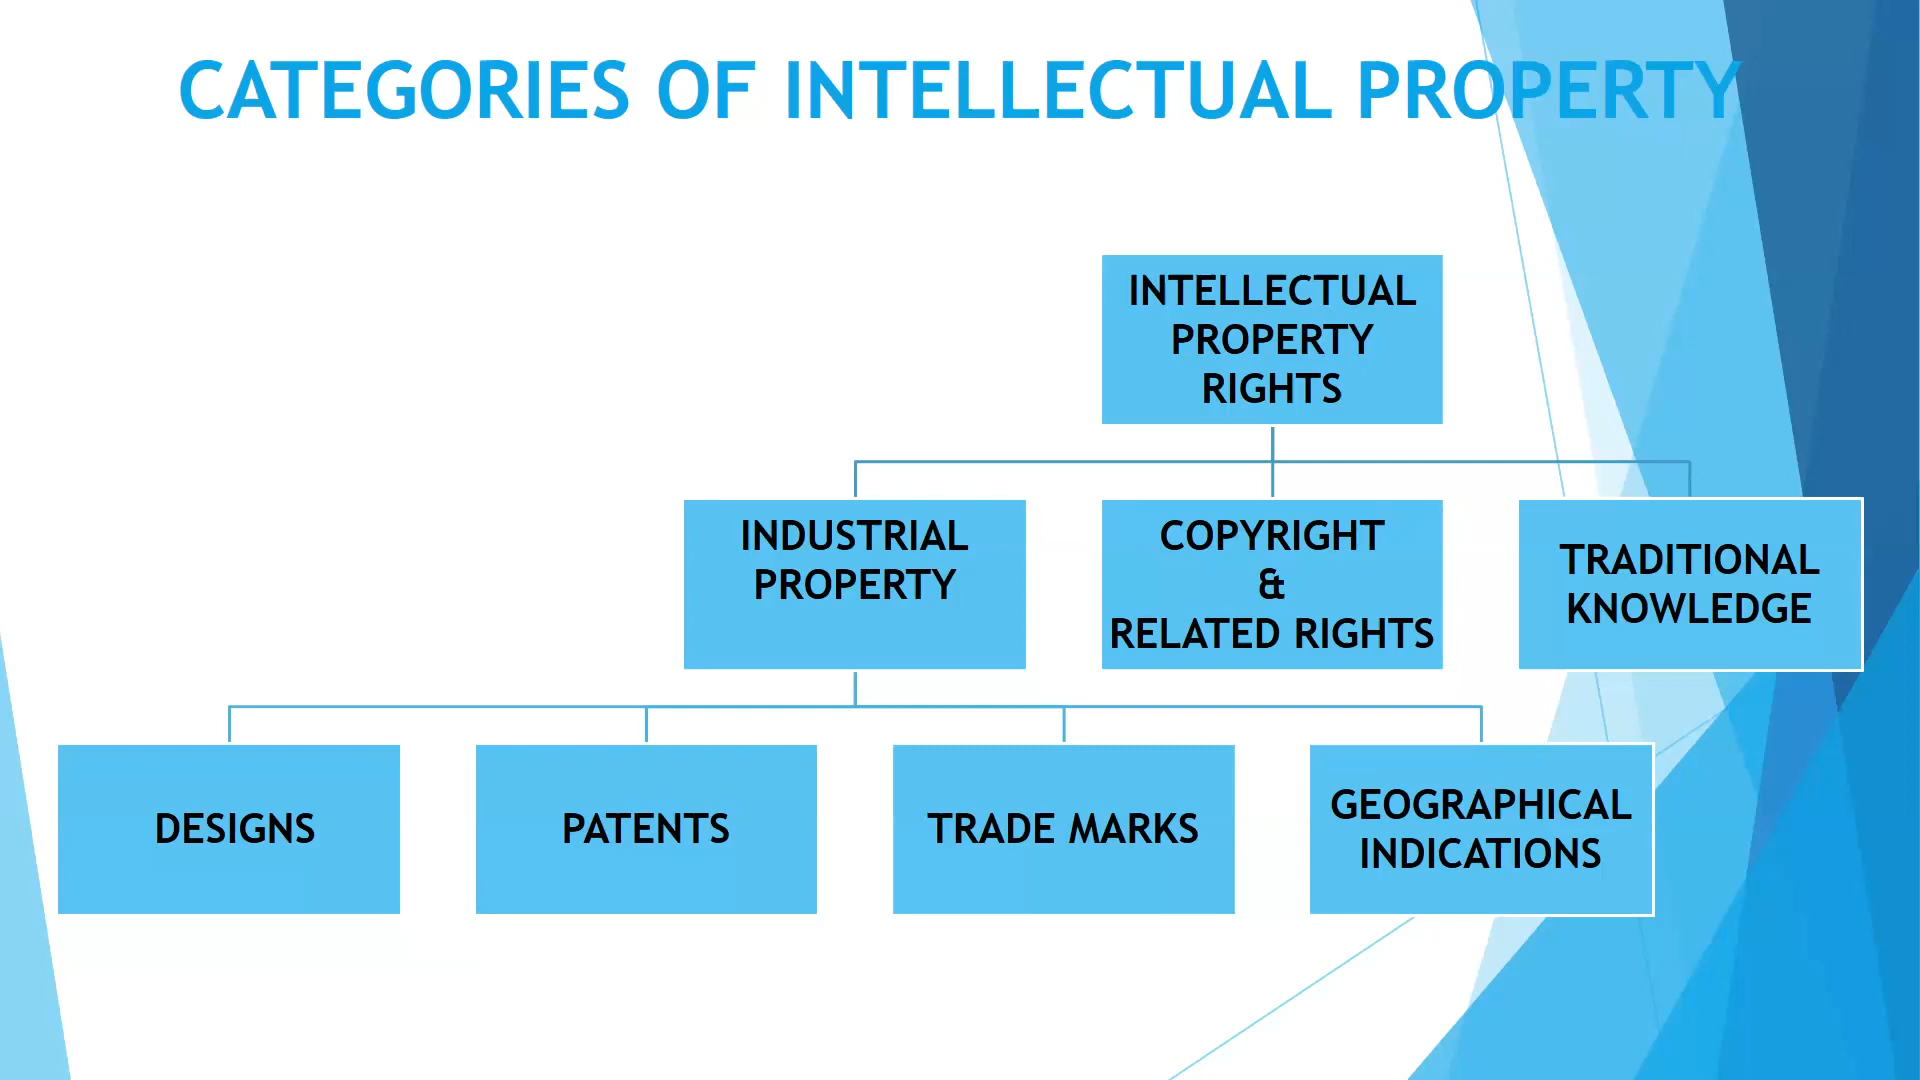 CATEGORIES OF INTELLECTUAL PROPERTY
INTELLECTUAL
PROPERTY
RIGHTS
INDUSTRIAL
PROPERTY
COPYRIGHT
&
RELATED RIGHTS
TRADITIONAL
KNOWLEDGE
DESIGNS
PATENTS
TRADE MARKS
GEOGRAPHICAL
INDICATIONS